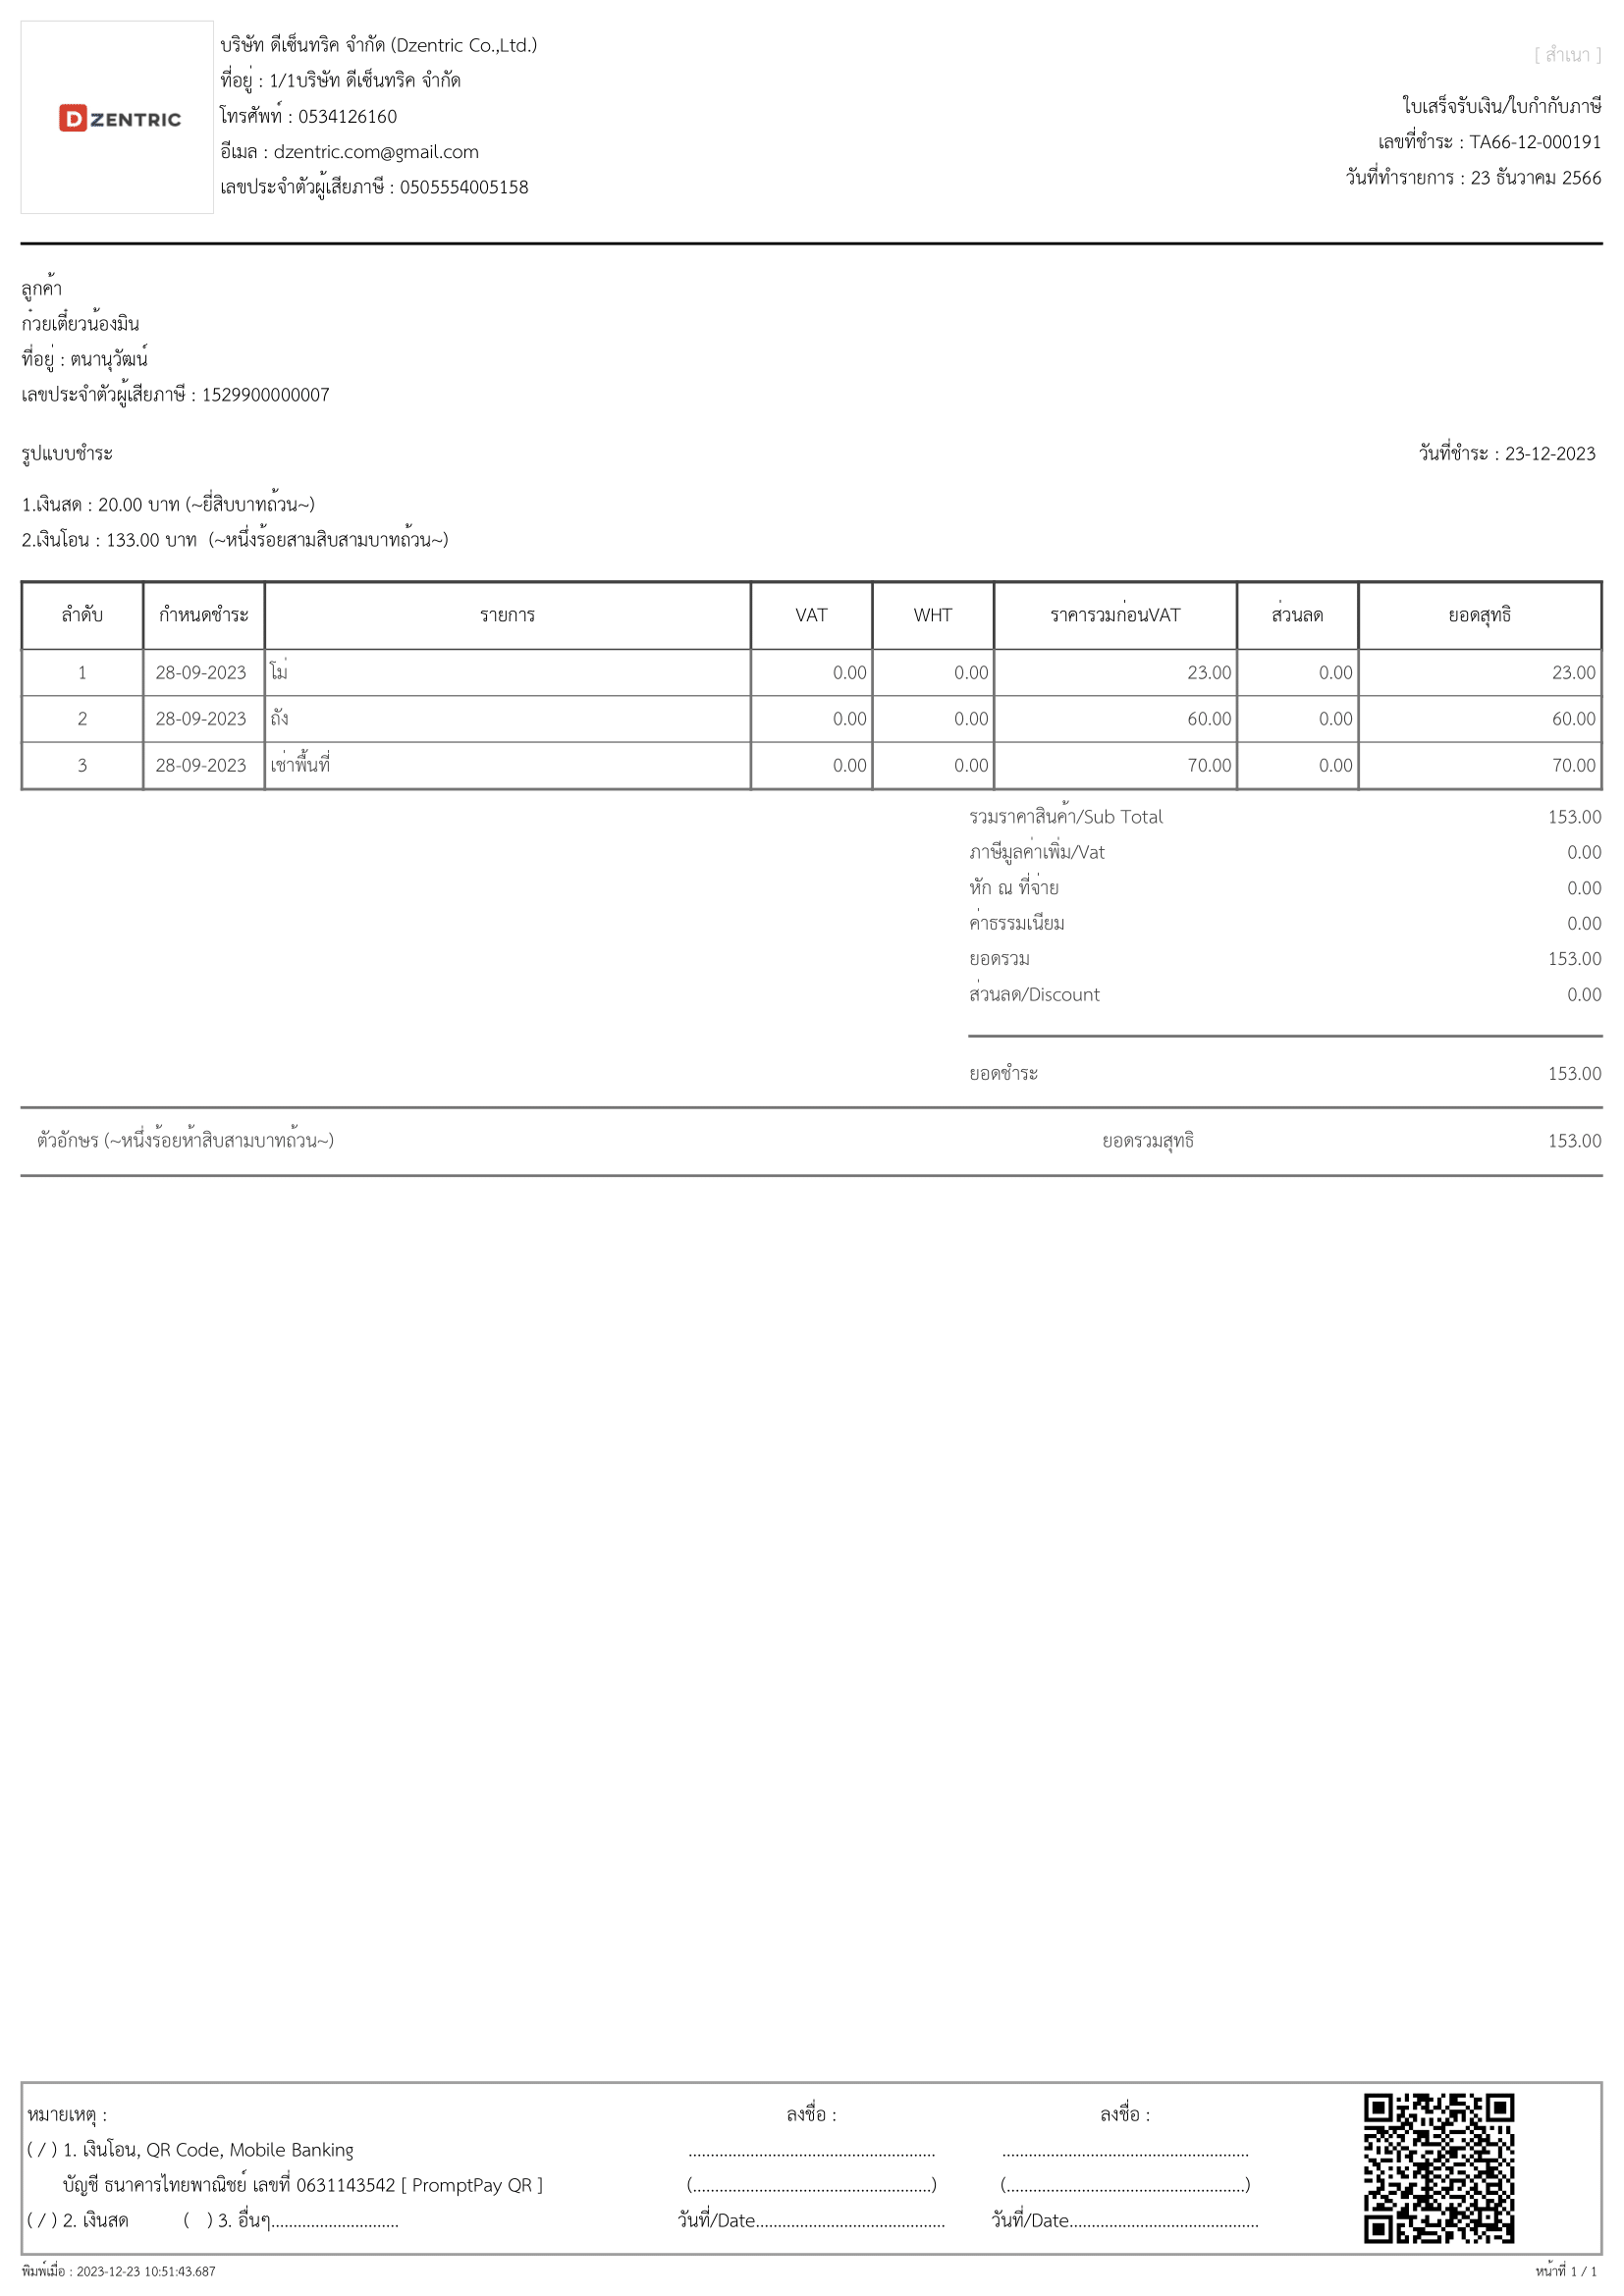 DZENTRIC
บริษัท ดีเซ็นทริค จำกัด (Dzentric Co.,Ltd.)
ที่อยู่ : 1/1บริษัท ดีเซ็นทริค จำกัด
โทรศัพท์ : 0534126160
อีเมล : dzentric.com@gmail.com
เลขประจำตัวผู้เสียภาษี : 0505554005158
[ สำเนา ]
ใบเสร็จรับเงิน/ใบกำกับภาษี
เลขที่ชำระ : TA66-12-000191
วันที่ทำรายการ : 23 ธันวาคม 2566
ลูกค้า
ก๋วยเตี๋ยวน้องมิน
ที่อยู่ : ตนานุวัฒน์
เลขประจำตัวผู้เสียภาษี : 1529900000007
รูปแบบชำระ วันที่ชำระ : 23-12-2023
1.เงินสด : 20.00 บาท (~ยี่สิบบาทถ้วน~)
2.เงินโอน : 133.00 บาท (~หนึ่งร้อยสามสิบสามบาทถ้วน~)
ลำดับ กำหนดชำระ รายการ VAT WHT ราคารวมก่อนVAT ส่วนลด ยอดสุทธิ
1 28-09-2023 โม่ 0.00 0.00 23.00 0.00 23.00
2 28-09-2023 ถัง 0.00 0.00 60.00 0.00 60.00
3 28-09-2023 เช่าพื้นที่ 0.00 0.00 70.00 0.00 70.00
รวมราคาสินค้า/Sub Total 153.00
ภาษีมูลค่าเพิ่ม/Vat 0.00
หัก ณ ที่จ่าย 0.00
ค่าธรรมเนียม 0.00
ยอดรวม 153.00
ส่วนลด/Discount 0.00
ยอดชำระ 153.00
ตัวอักษร (~หนึ่งร้อยห้าสิบสามบาทถ้วน~) ยอดรวมสุทธิ 153.00
หมายเหตุ : ลงชื่อ : ลงชื่อ :
( / ) 1. เงินโอน, QR Code, Mobile Banking ........................................................ ........................................................
บัญชี ธนาคารไทยพาณิชย์ เลขที่ 0631143542 [ PromptPay QR ] (......................................................) (......................................................)
( / ) 2. เงินสด ( ) 3. อื่นๆ............................. วันที่/Date........................................... วันที่/Date...........................................
พิมพ์เมื่อ : 2023-12-23 10:51:43.687 หน้าที่ 1 / 1